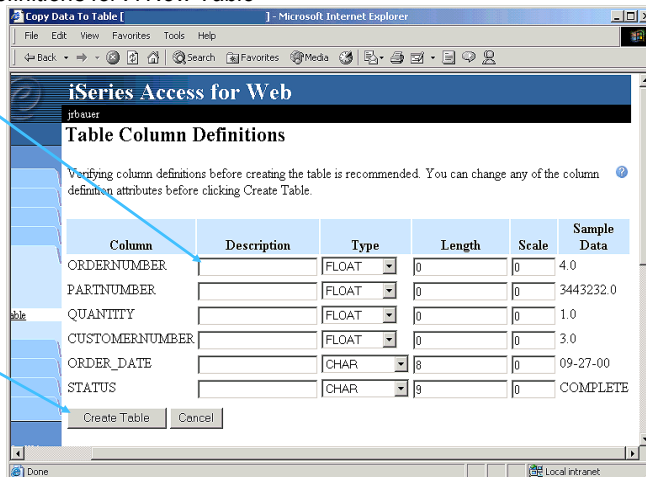 efinitions for A New Table
Copy Data To Table [ ] - Microsoft Internet Explorer
File Edit View Favorites Tools Help
Back Search Favorites Media
iSeries Access for Web
jrbauer
Table Column Definitions
Verifying column definitions before creating the table is recommended. You can change any of the column
definition attributes before clicking Create Table.
Column Description Type Length Scale Sample Data
ORDERNUMBER FLOAT 0 0 4.0
PARTNUMBER FLOAT 0 0 3443232.0
QUANTITY FLOAT 0 0 1.0
CUSTOMERNUMBER FLOAT 0 0 3.0
ORDER_DATE CHAR 8 0 09-27-00
STATUS CHAR 9 0 COMPLETE
able
Create Table Cancel
Done Local intranet